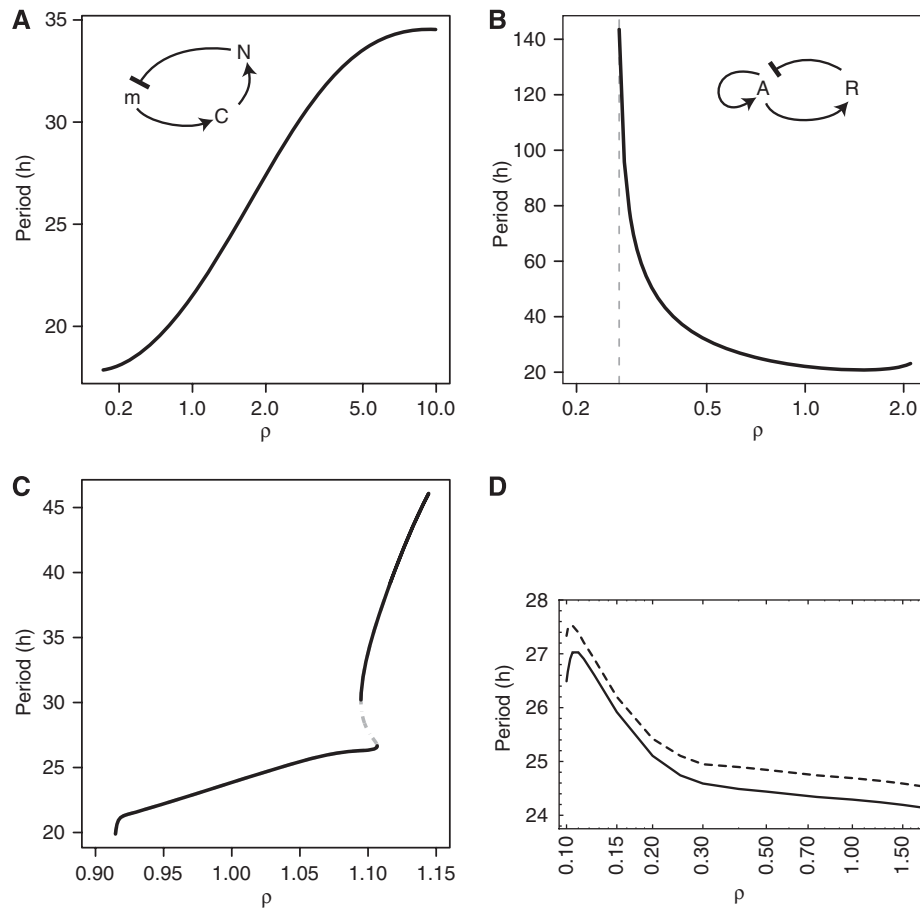 A
35
30
25
20
Period (h)
N
m
C
0.2
1.0
2.0
5.0
10.0
ρ
B
140
120
100
80
60
40
20
Period (h)
A
R
0.2
0.5
1.0
2.0
ρ
C
45
40
35
30
25
20
Period (h)
0.90
0.95
1.00
1.05
1.10
1.15
ρ
D
28
27
26
25
24
Period (h)
0.10
0.15
0.20
0.30
0.50
0.70
1.00
1.50
ρ